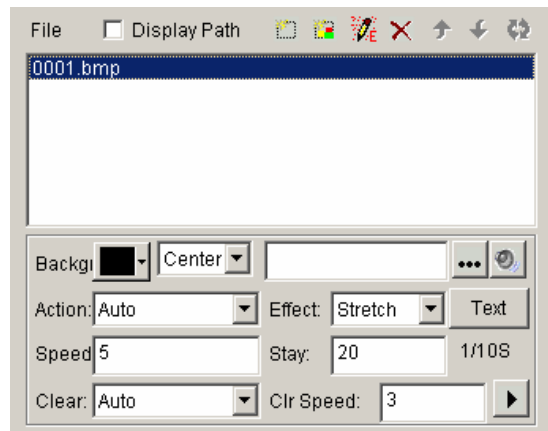 File Display Path E
0001.bmp
Backgr Center ...
Action: Auto Effect: Stretch Text
Speed 5 Stay: 20 1/10S
Clear: Auto Clr Speed: 3